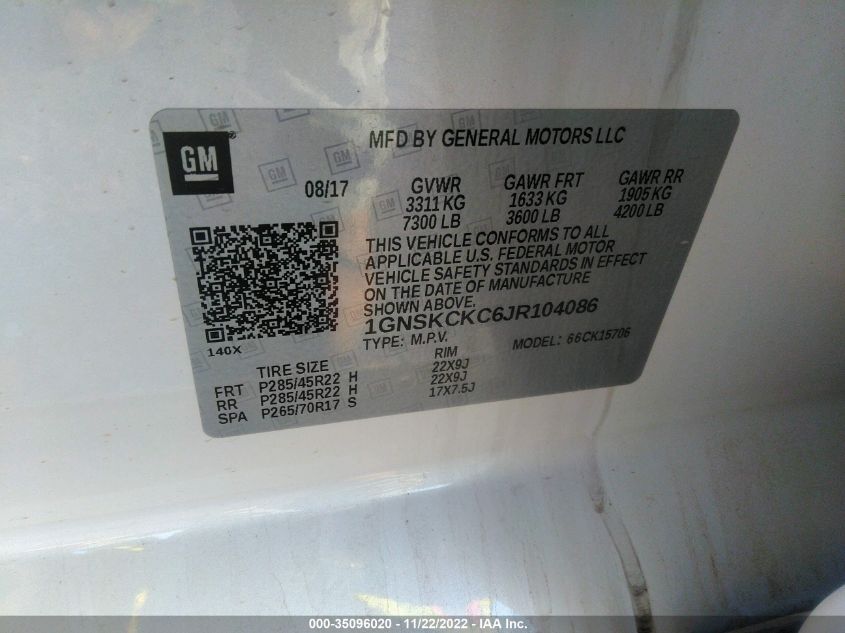 GM®
MFD BY GENERAL MOTORS LLC
08/17
GVWR GAWR FRT GAWR RR
3311 KG 1633 KG 1905 KG
7300 LB 3600 LB 4200 LB
THIS VEHICLE CONFORMS TO ALL
APPLICABLE U.S. FEDERAL MOTOR
VEHICLE SAFETY STANDARDS IN EFFECT
ON THE DATE OF MANUFACTURE
SHOWN ABOVE.
1GNSKCKC6JR104086
140X
TYPE: M.P.V. MODEL: 66CK15706
TIRE SIZE RIM
FRT P285/45R22 H 22X9J
RR P285/45R22 H 22X9J
SPA P265/70R17 S 17X7.5J
000-35096020 - 11/22/2022 - IAA Inc.